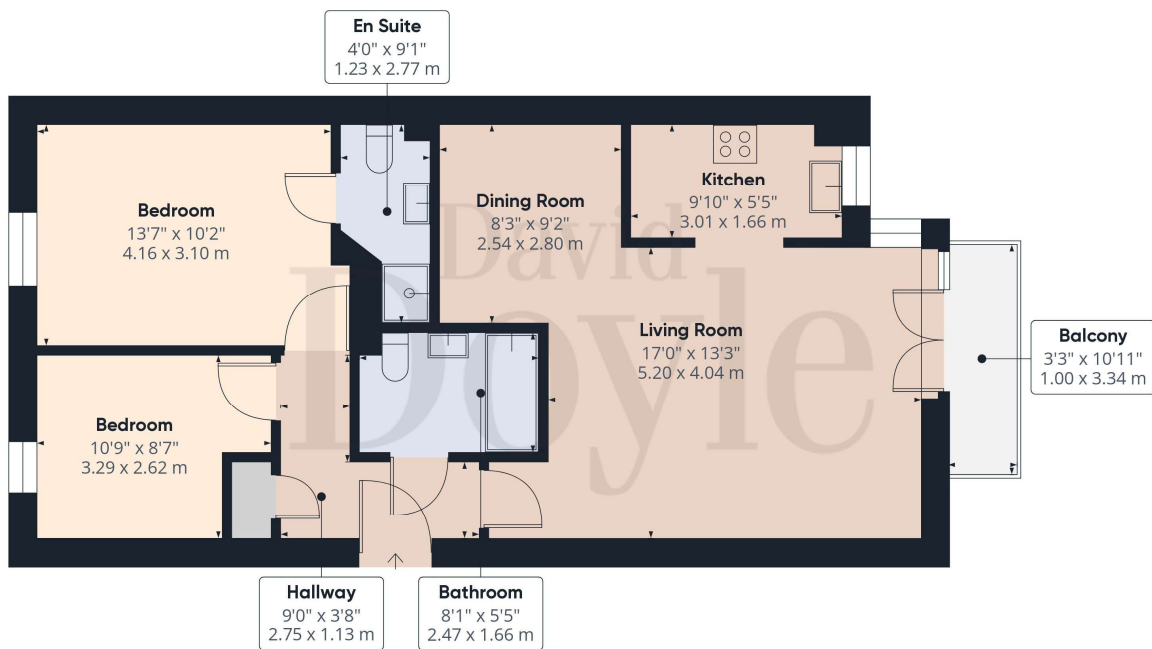 En Suite
4'0" x 9'1"
1.23 x 2.77 m
Bedroom
13'7" x 10'2"
4.16 x 3.10 m
Dining Room
8'3" x 9'2"
2.54 x 2.80 m
Kitchen
9'10" x 5'5"
3.01 x 1.66 m
David
Doyle
Living Room
17'0" x 13'3"
5.20 x 4.04 m
Balcony
3'3" x 10'11"
1.00 x 3.34 m
Bedroom
10'9" x 8'7"
3.29 x 2.62 m
Hallway
9'0" x 3'8"
2.75 x 1.13 m
Bathroom
8'1" x 5'5"
2.47 x 1.66 m